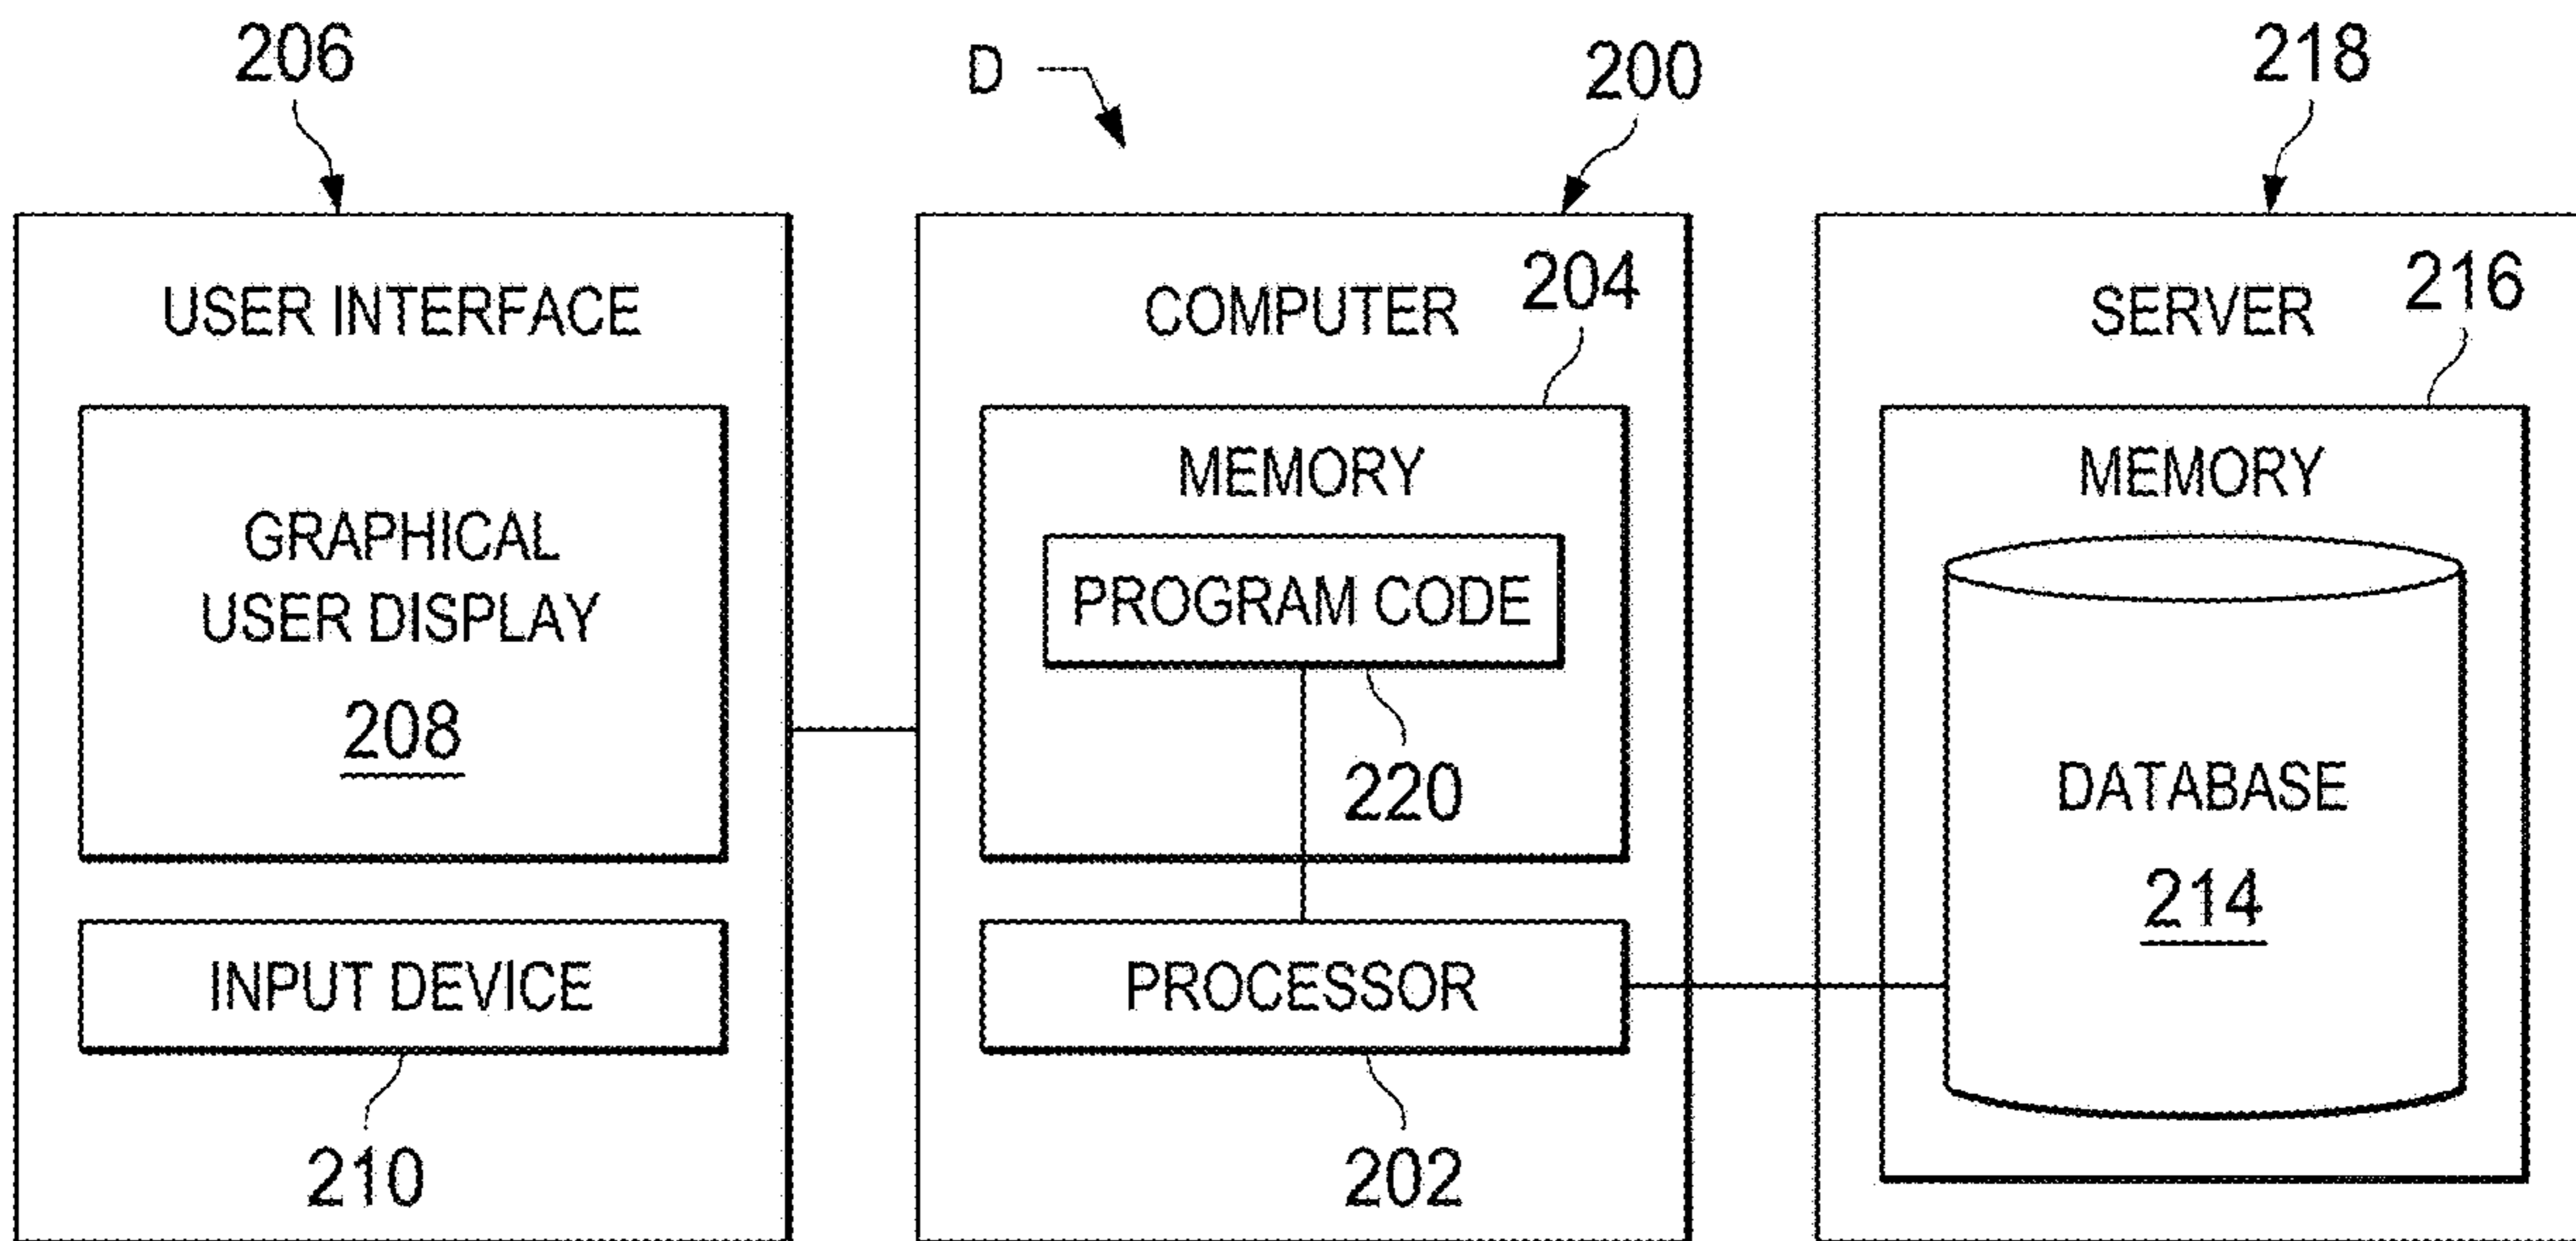 206
D
200
218
USER INTERFACE
GRAPHICAL
USER DISPLAY
208
INPUT DEVICE
210
COMPUTER
204
MEMORY
PROGRAM CODE
220
PROCESSOR
202
SERVER
216
MEMORY
DATABASE
214